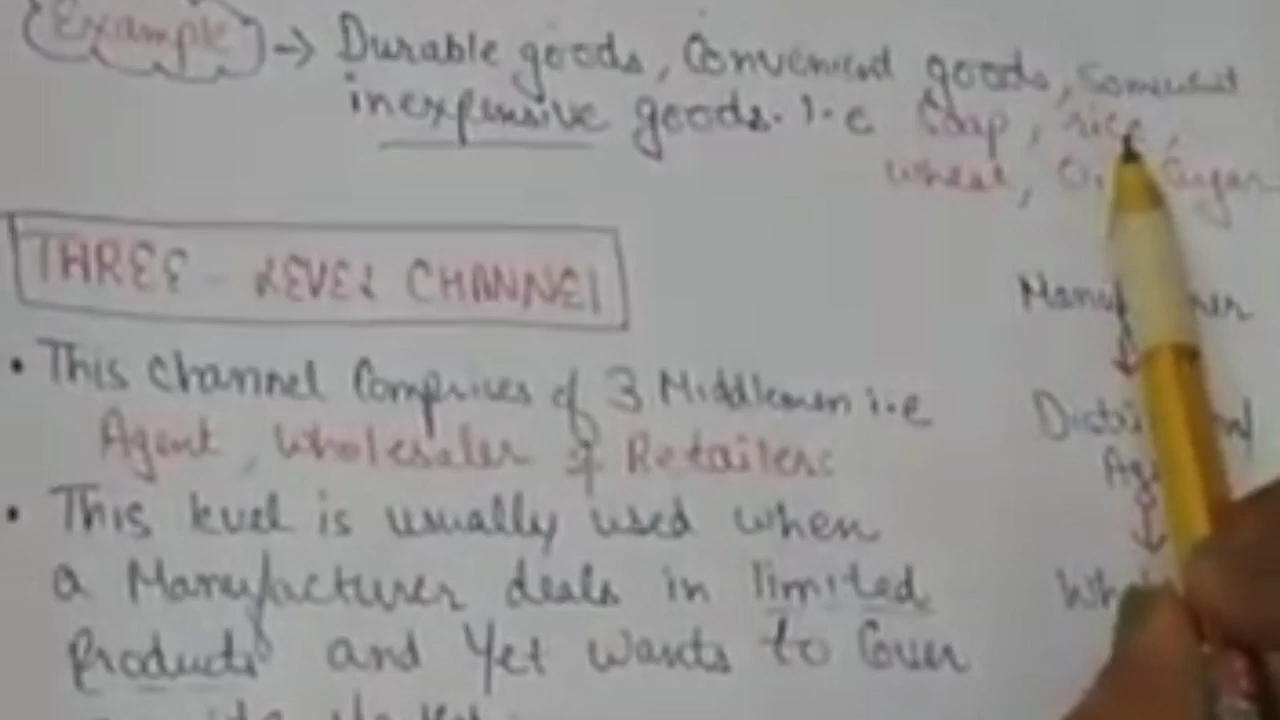 Example → Durable goods, Convenient goods, Somewhat
inexpensive goods. i.e Soap, rice,
wheat, Sugar
THREE - LEVEL CHANNEL
• This channel Comprises of 3 Middlemen i.e
Agent, Wholesaler & Retailers
• This level is usually used when
a Manufacturer deals in limited
Products and yet wants to Cover
Manuf rer
↓
↓